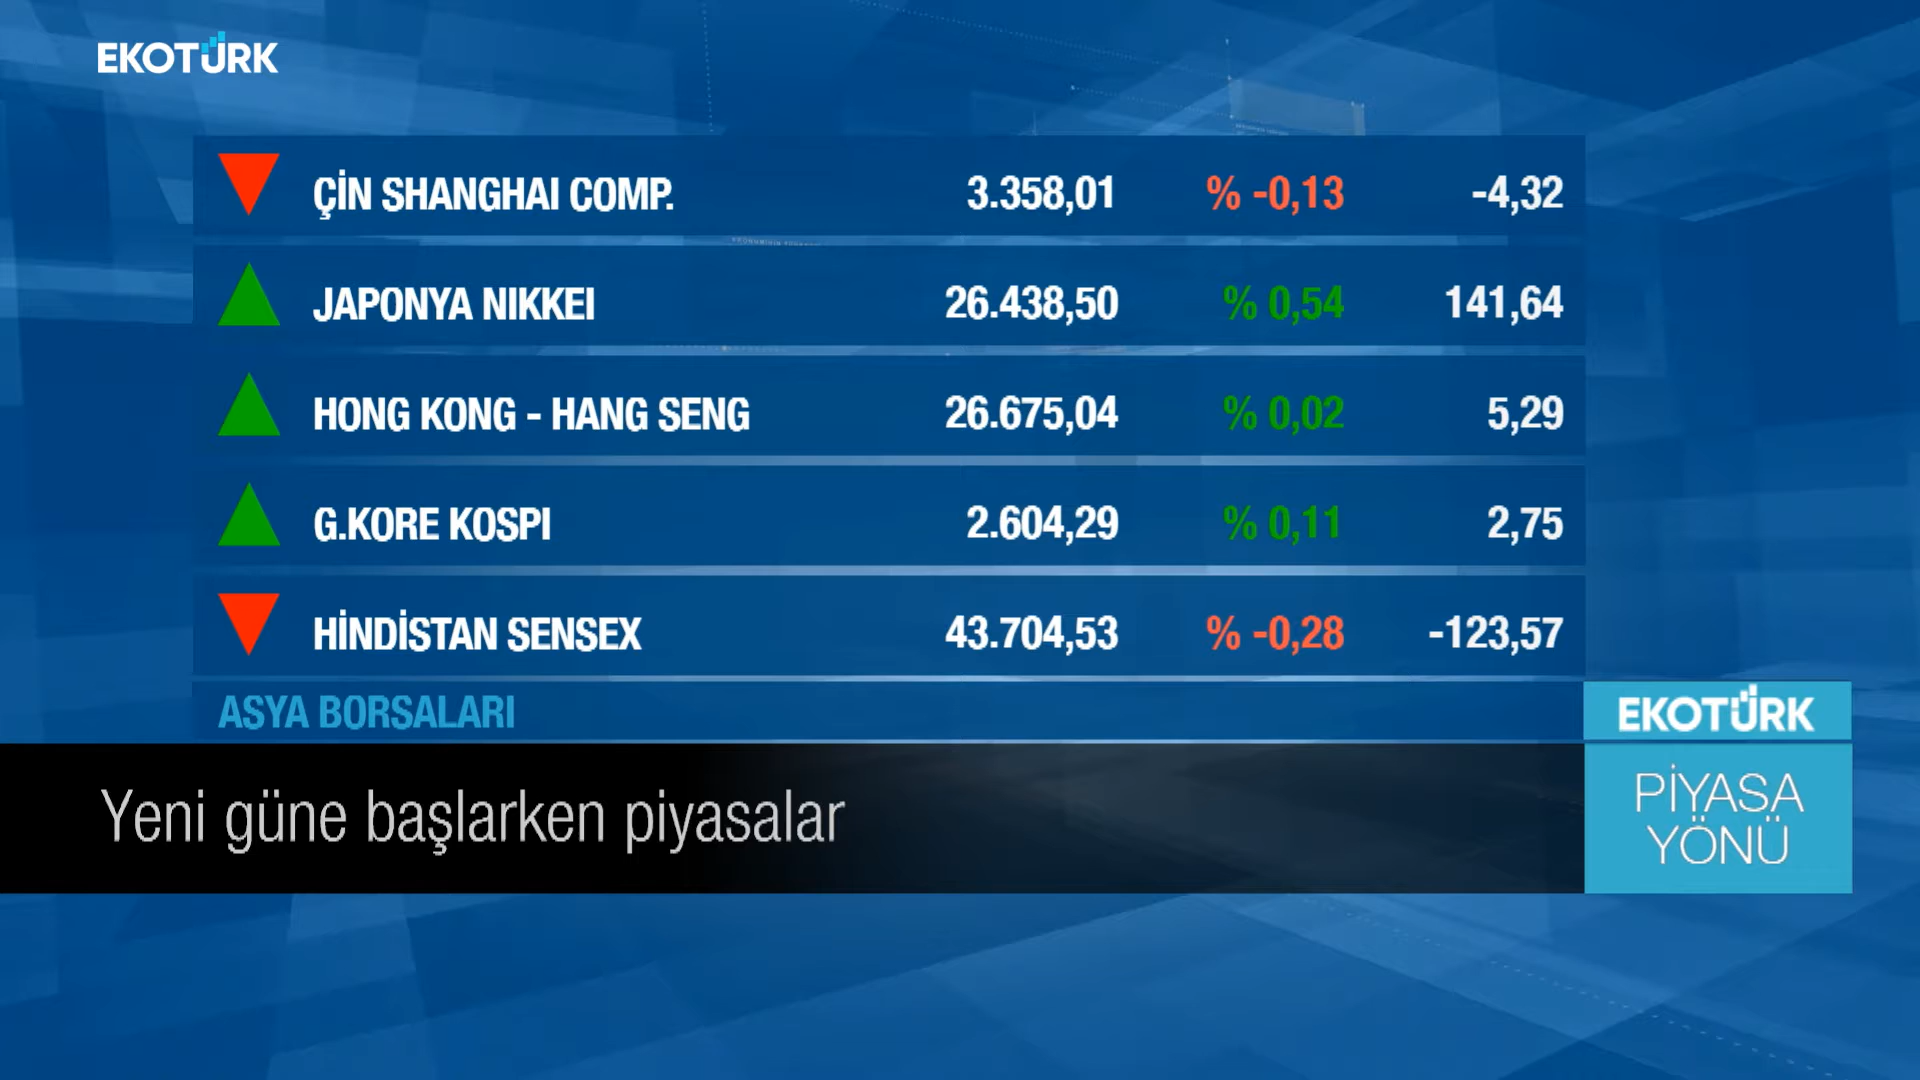 EKOTÜRK
ÇİN SHANGHAI COMP. 3.358,01 % -0,13 -4,32
JAPONYA NIKKEI 26.438,50 % 0,54 141,64
HONG KONG - HANG SENG 26.675,04 % 0,02 5,29
G.KORE KOSPI 2.604,29 % 0,11 2,75
HİNDİSTAN SENSEX 43.704,53 % -0,28 -123,57
ASYA BORSALARI
EKOTÜRK
Yeni güne başlarken piyasalar
PİYASA
YÖNÜ